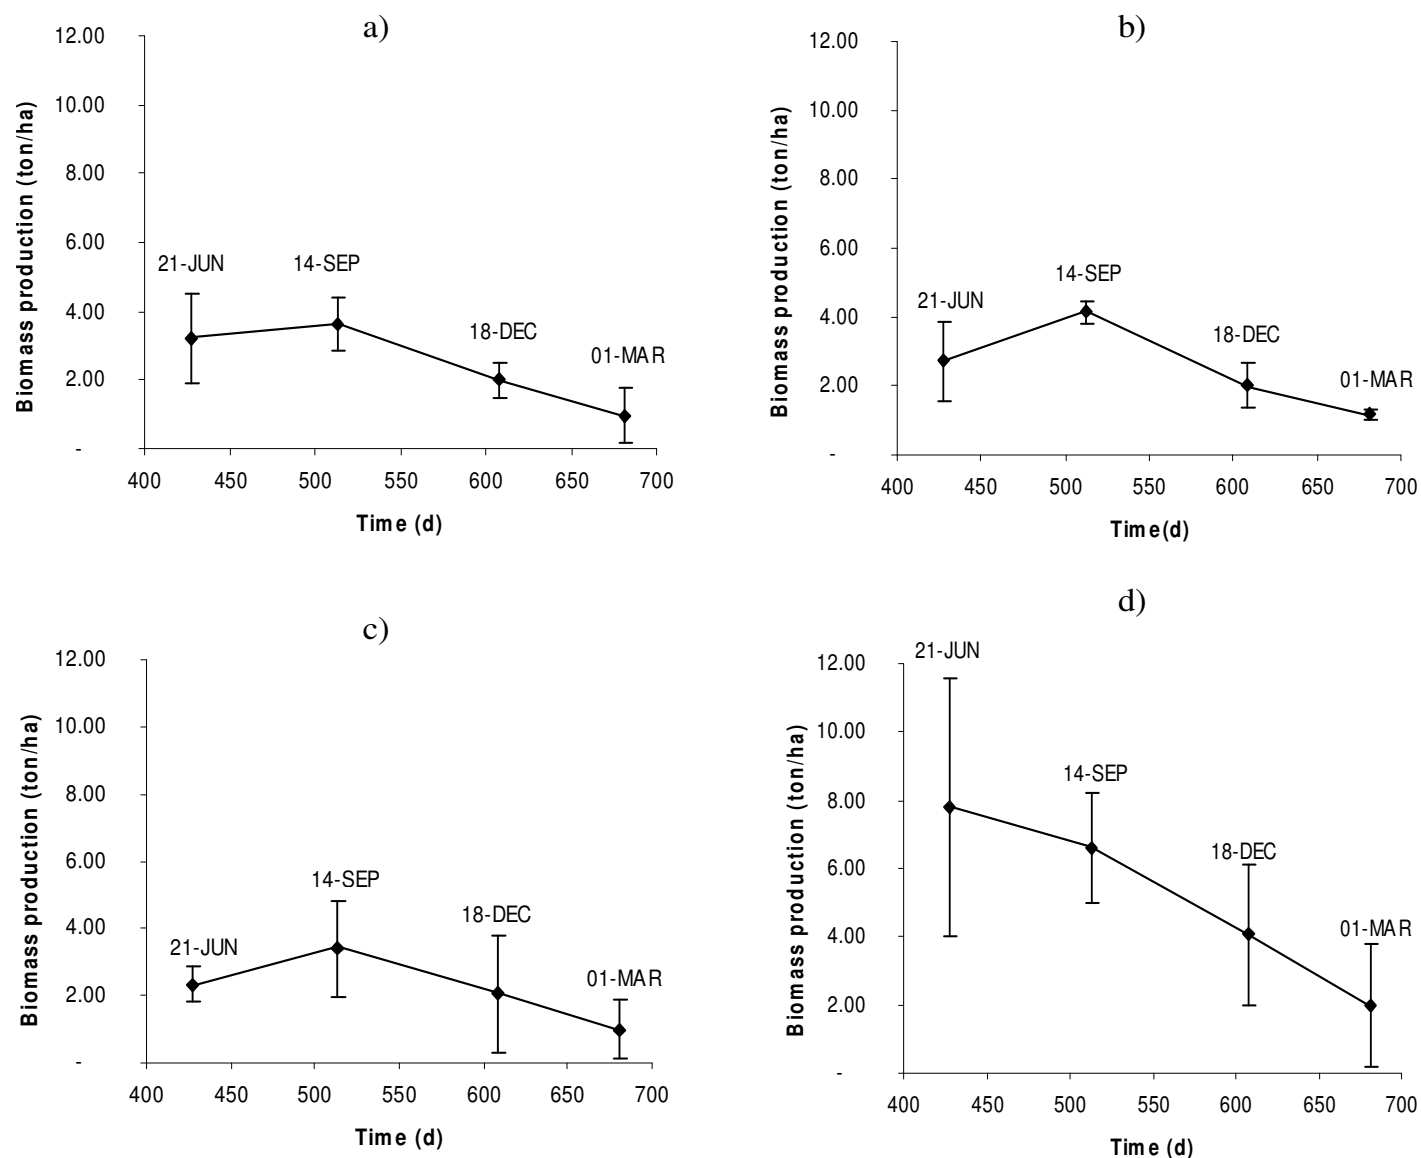 a)
Biomass production (ton/ha)
12.00
10.00
8.00
6.00
4.00
2.00
-
21-JUN
14-SEP
18-DEC
01-MAR
400 450 500 550 600 650 700
Time (d)
b)
Biomass production (ton/ha)
12.00
10.00
8.00
6.00
4.00
2.00
-
21-JUN
14-SEP
18-DEC
01-MAR
400 450 500 550 600 650 700
Time(d)
c)
Biomass production (ton/ha)
12.00
10.00
8.00
6.00
4.00
2.00
-
21-JUN
14-SEP
18-DEC
01-MAR
400 450 500 550 600 650 700
Time (d)
d)
Biomass production (ton/ha)
12.00
10.00
8.00
6.00
4.00
2.00
-
21-JUN
14-SEP
18-DEC
01-MAR
400 450 500 550 600 650 700
Time (d)